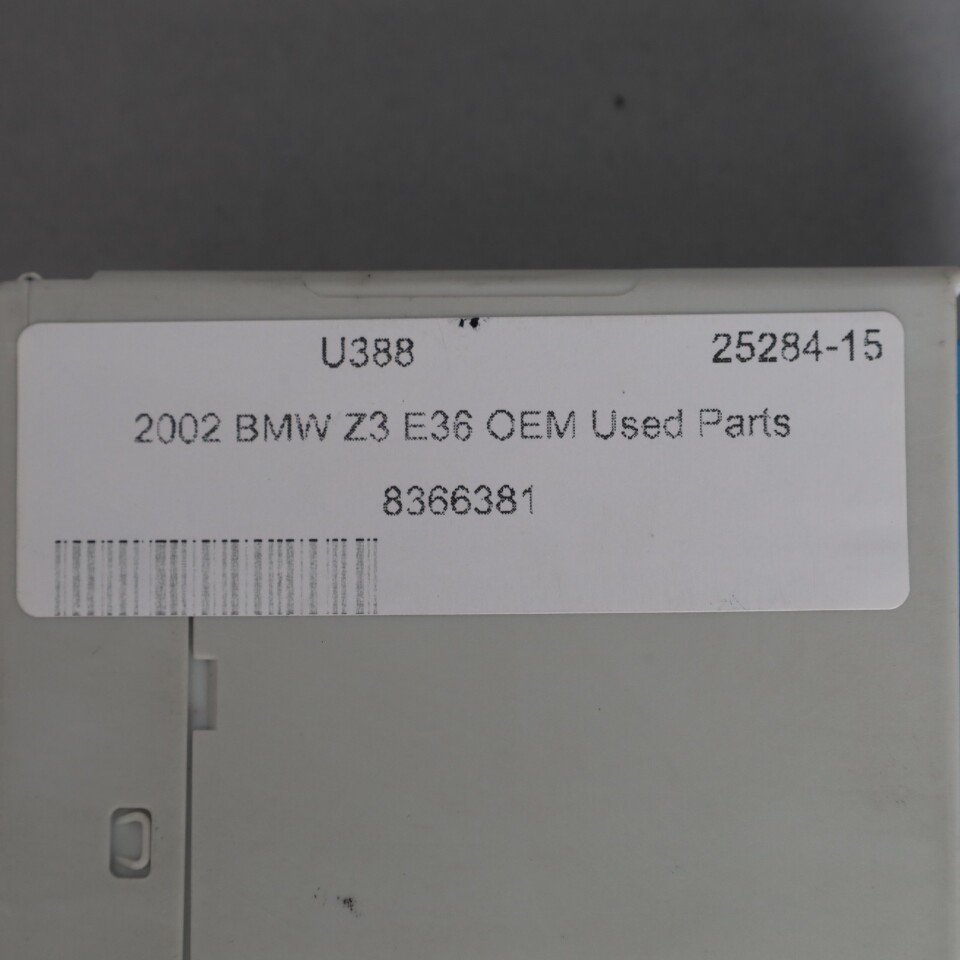 U388 25284-15
2002 BMW Z3 E36 OEM Used Parts
8366381